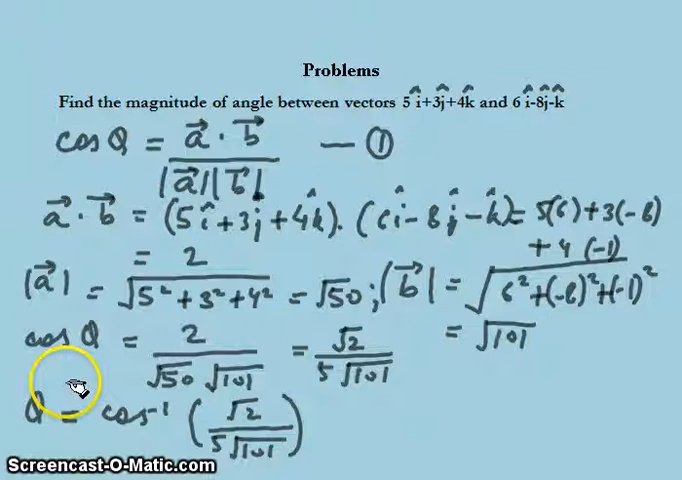 Problems
Find the magnitude of angle between vectors 5 î+3ĵ+4k̂ and 6 î-8ĵ-k̂
cos Q = a⃗ · b⃗ / |a⃗||b⃗| — ①
a⃗ · b⃗ = (5î + 3j + 4k̂) · (6î - 8ĵ - k̂) = 5(6) + 3(-8) + 4(-1)
= 2
|a⃗| = √5² + 3² + 4² = √50 ; |b⃗| = √6² + (-8)² + (-1)²
= √101
cos Q = 2 / √50 √101 = √2 / 5√101
Q = cos⁻¹ (√2 / 5√101)
Screencast-O-Matic.com